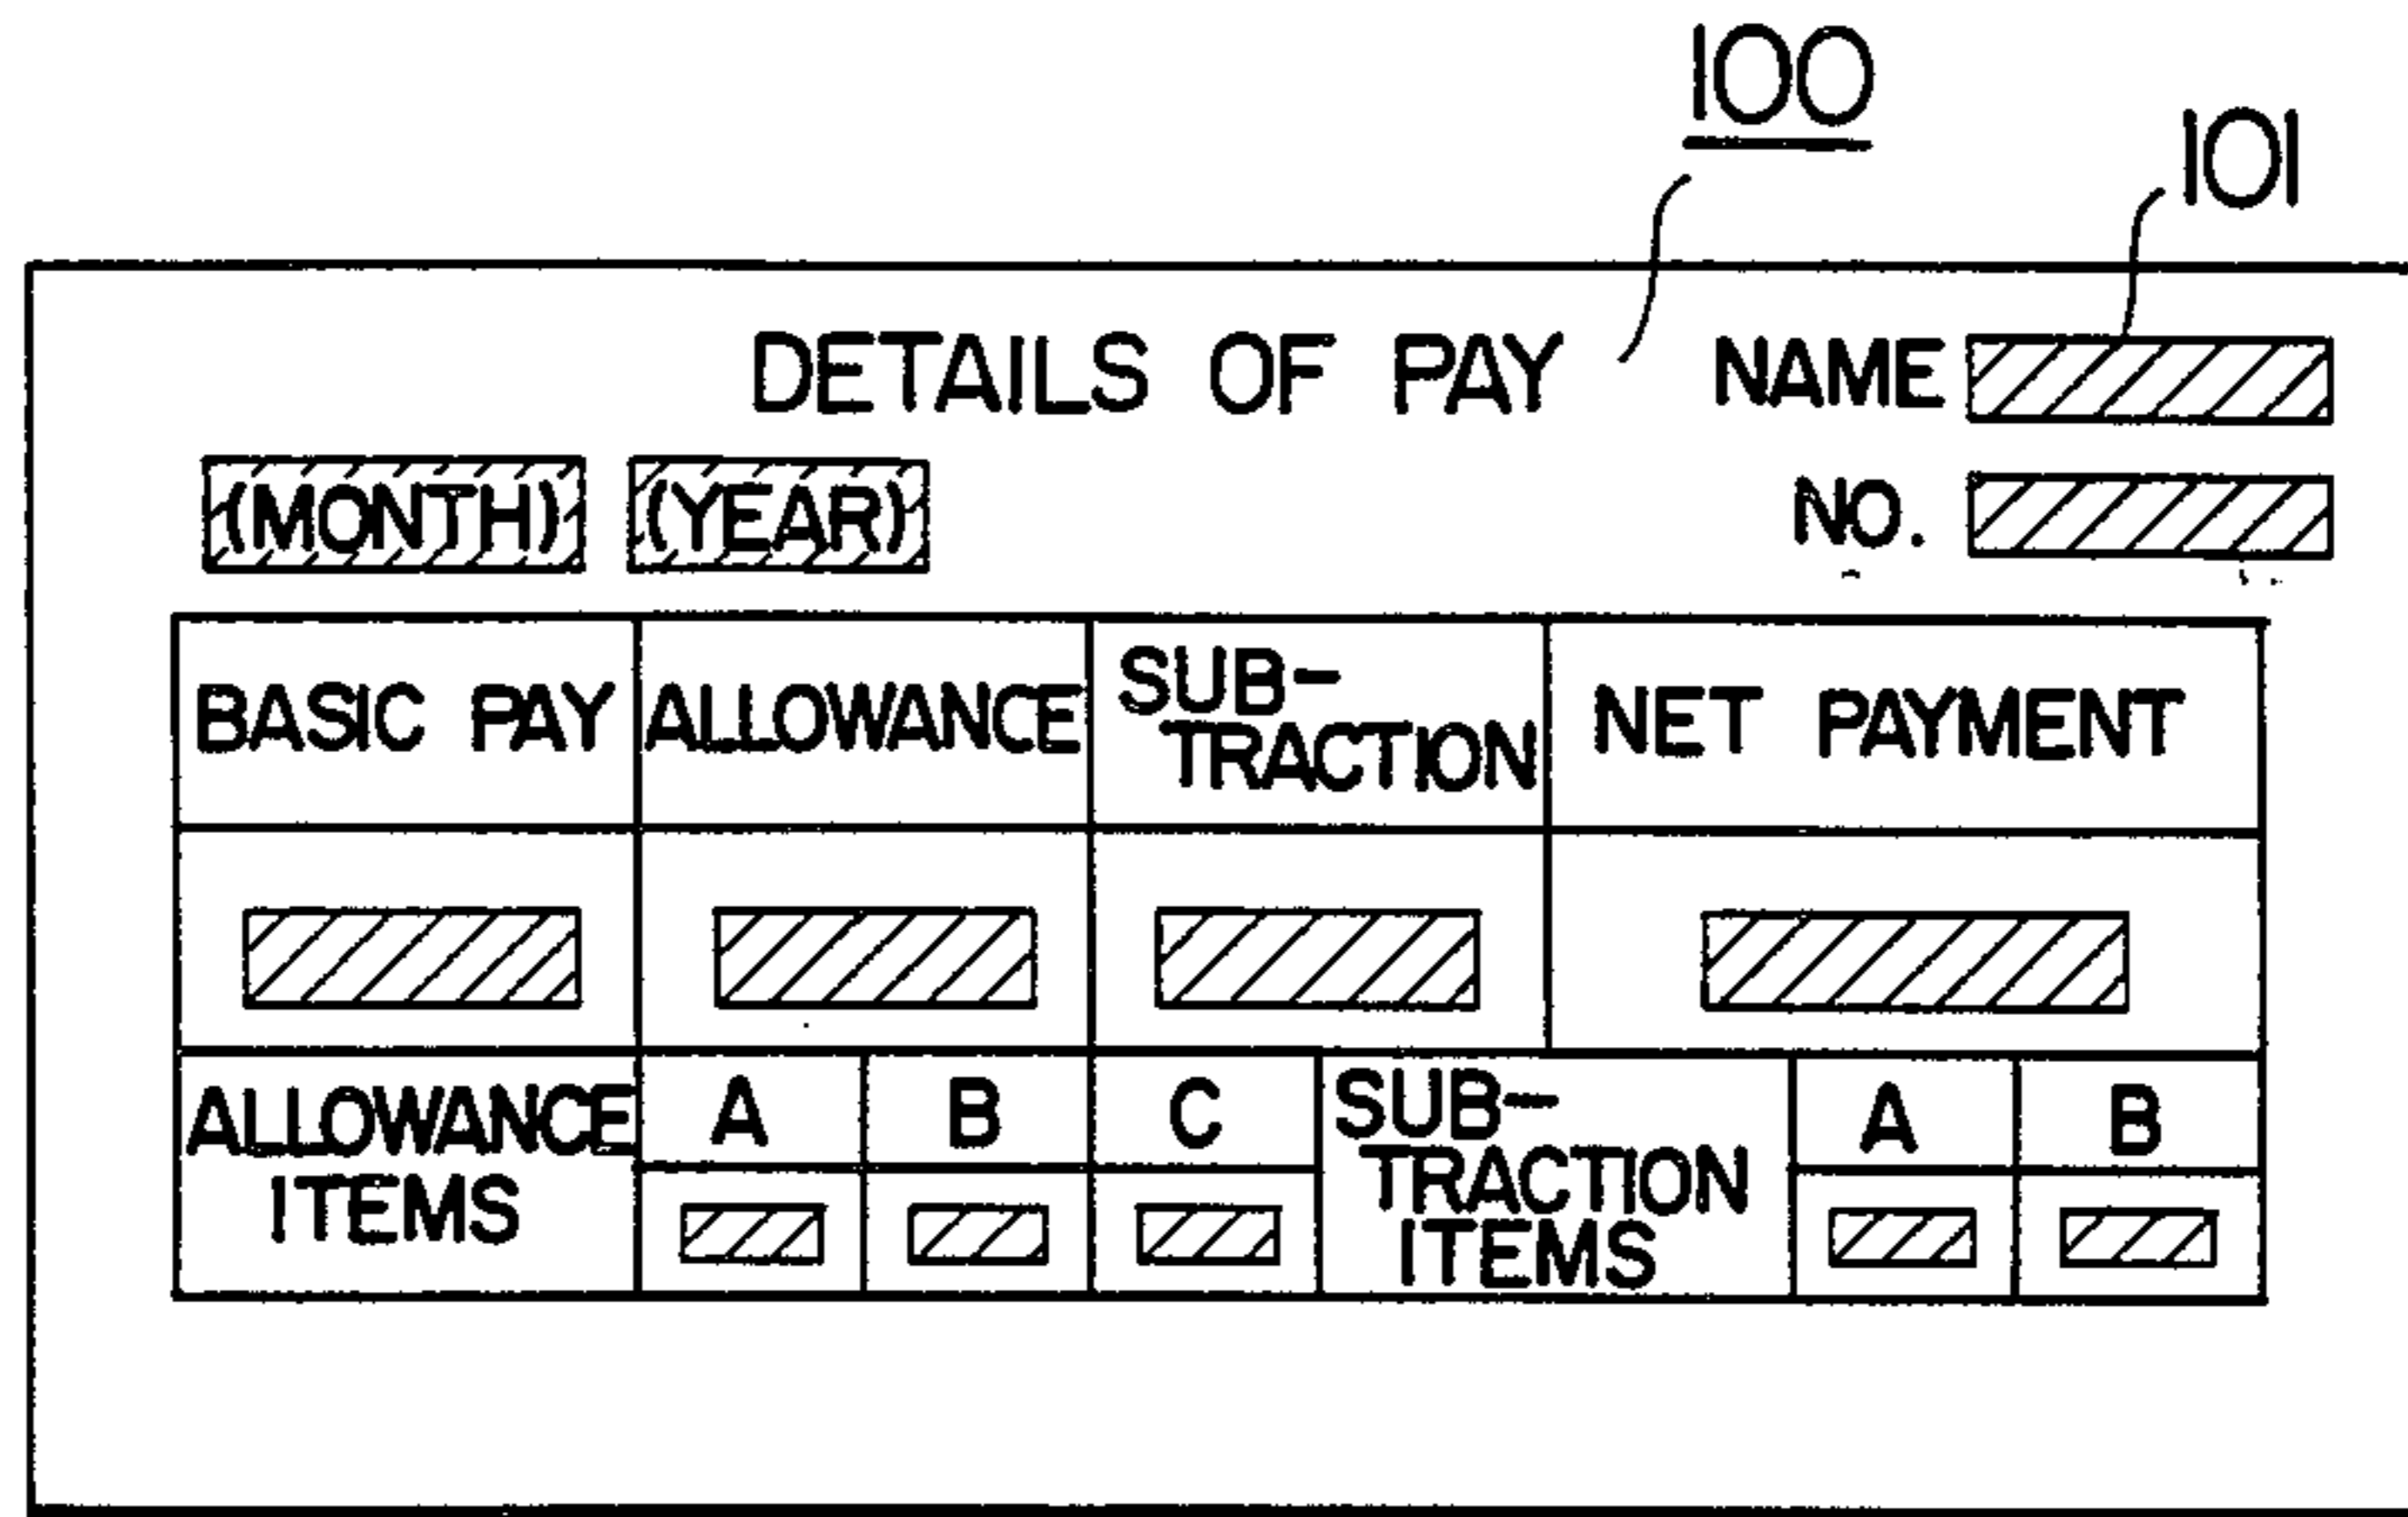 100
101
DETAILS OF PAY
NAME
(MONTH) (YEAR)
NO.
BASIC PAY
ALLOWANCE
SUB-
TRACTION
NET PAYMENT
ALLOWANCE
ITEMS
A
B
C
SUB-
TRACTION
ITEMS
A
B